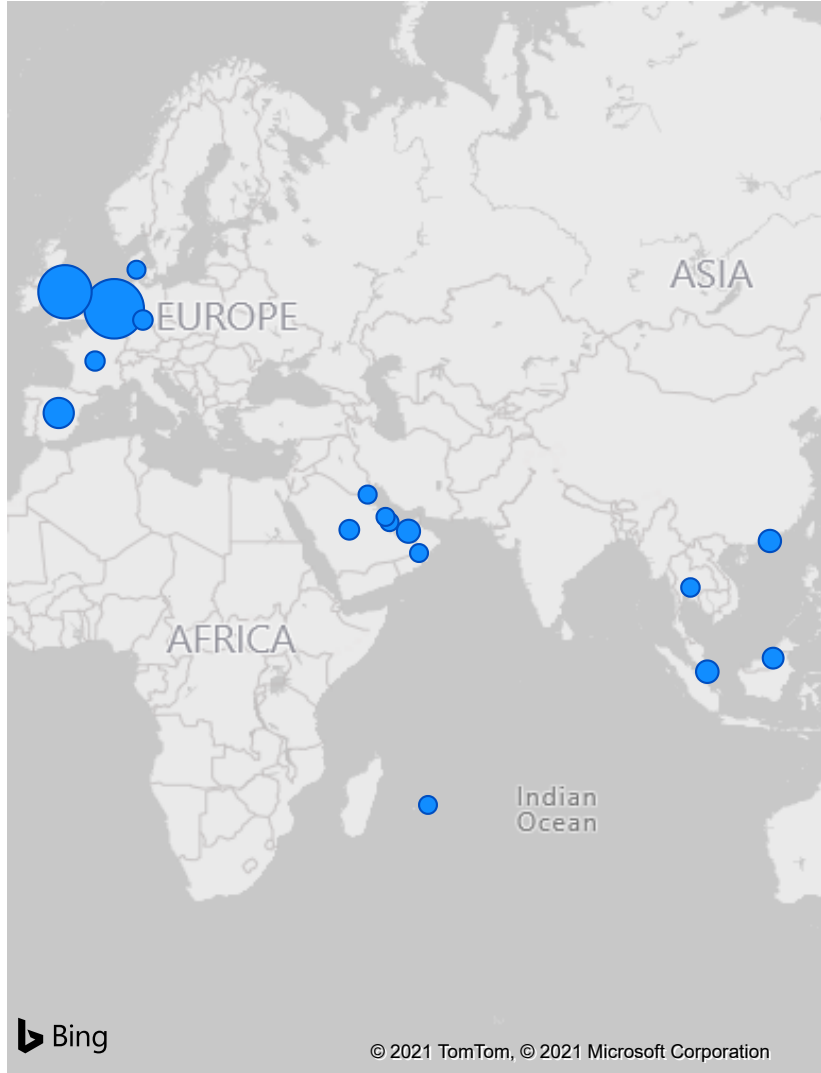 ASIA
EUROPE
AFRICA
Indian
Ocean
Bing
© 2021 TomTom, © 2021 Microsoft Corporation